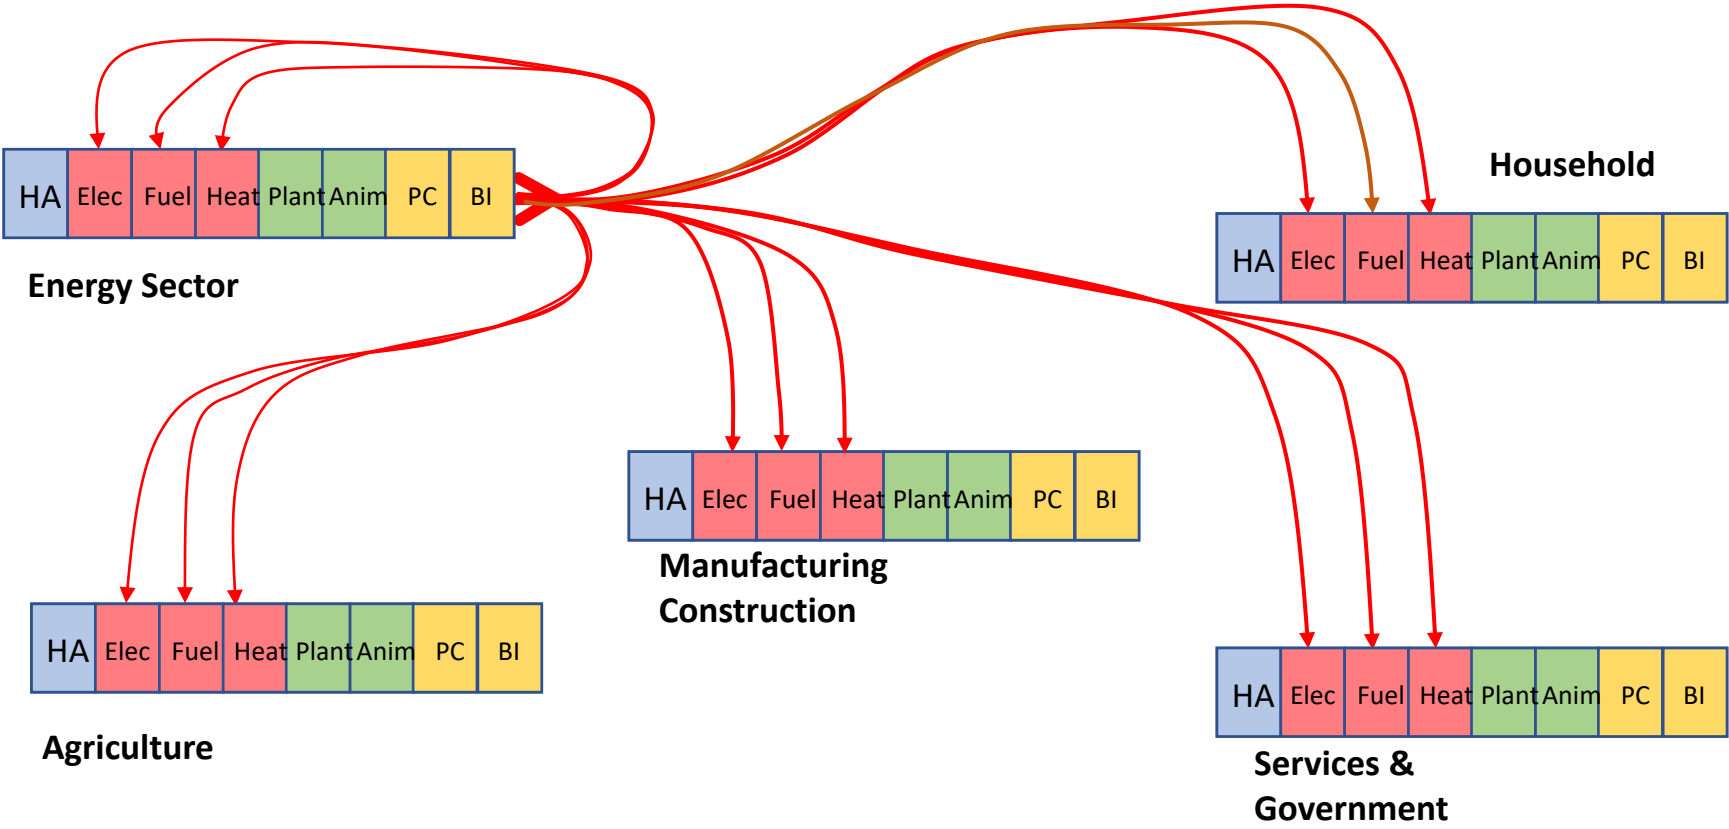 Household
HA Elec Fuel Heat Plant Anim PC BI
Energy Sector
HA Elec Fuel Heat Plant Anim PC BI
HA Elec Fuel Heat Plant Anim PC BI
Manufacturing
Construction
HA Elec Fuel Heat Plant Anim PC BI
Agriculture
HA Elec Fuel Heat Plant Anim PC BI
Services &
Government